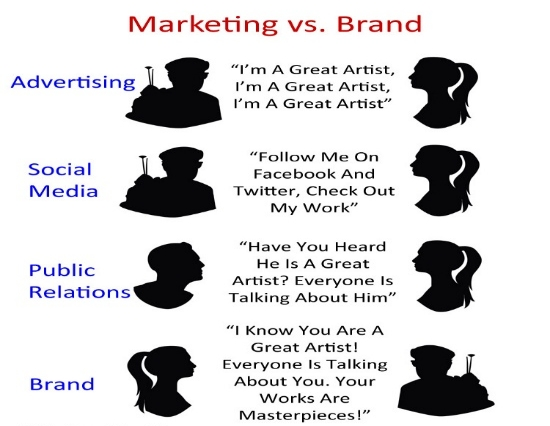 Marketing vs. Brand
Advertising
“I’m A Great Artist,
I’m A Great Artist,
I’m A Great Artist”
Social
Media
“Follow Me On
Facebook And
Twitter, Check Out
My Work”
Public
Relations
“Have You Heard
He Is A Great
Artist? Everyone Is
Talking About Him”
Brand
“I Know You Are A
Great Artist!
Everyone Is Talking
About You. Your
Works Are
Masterpieces!”